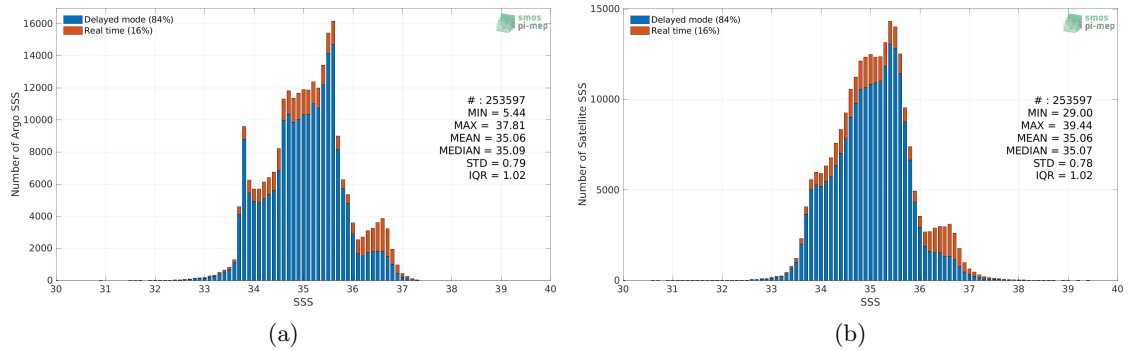 Delayed mode (84%)
Real time (16%)
smos
pi-mep
# : 253597
MIN = 5.44
MAX = 37.81
MEAN = 35.06
MEDIAN = 35.09
STD = 0.79
IQR = 1.02
Number of Argo SSS
16000
14000
12000
10000
8000
6000
4000
2000
0
30 31 32 33 34 35 36 37 38 39 40
SSS
(a)
Delayed mode (84%)
Real time (16%)
smos
pi-mep
# : 253597
MIN = 29.00
MAX = 39.44
MEAN = 35.06
MEDIAN = 35.07
STD = 0.78
IQR = 1.02
Number of Satellite SSS
15000
10000
5000
0
30 31 32 33 34 35 36 37 38 39 40
SSS
(b)